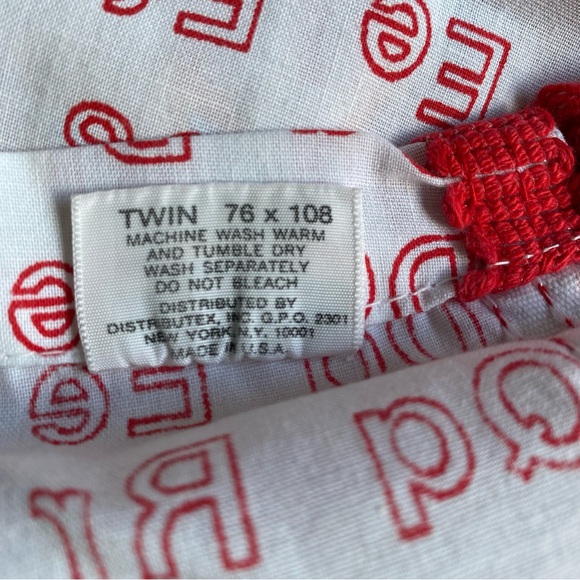 E
e
E
TWIN 76 x 108
MACHINE WASH WARM
AND TUMBLE DRY
WASH SEPARATELY
DO NOT BLEACH
DISTRIBUTED BY
DISTRIBUTEX, INC. G.P.O. 2301
NEW YORK N.Y. 10001
MADE IN U.S.A.
e
e
E
Q
q
R